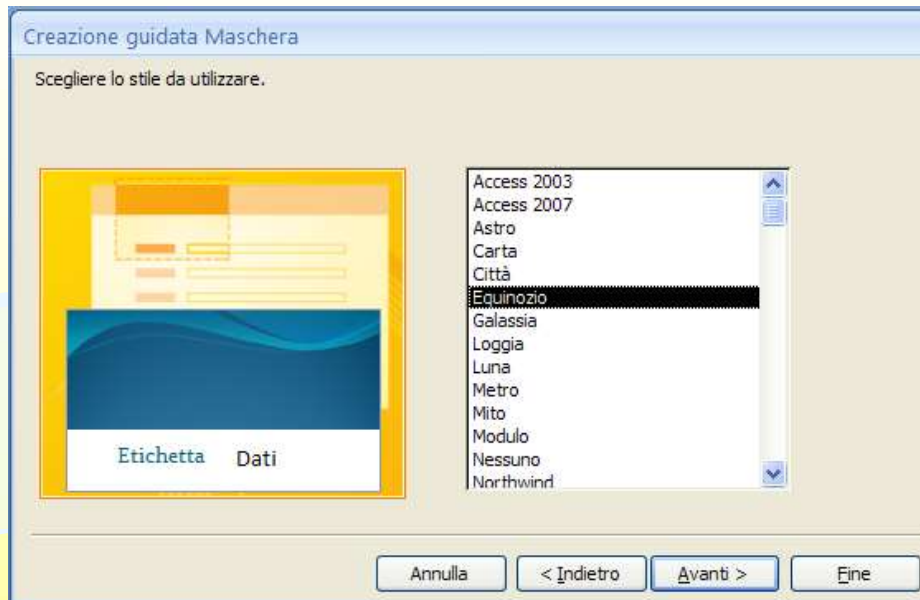 Creazione guidata Maschera
Scegliere lo stile da utilizzare.
Access 2003
Access 2007
Astro
Carta
Città
Equinozio
Galassia
Loggia
Luna
Metro
Mito
Modulo
Nessuno
Northwind
Etichetta Dati
Annulla < Indietro Avanti > Fine